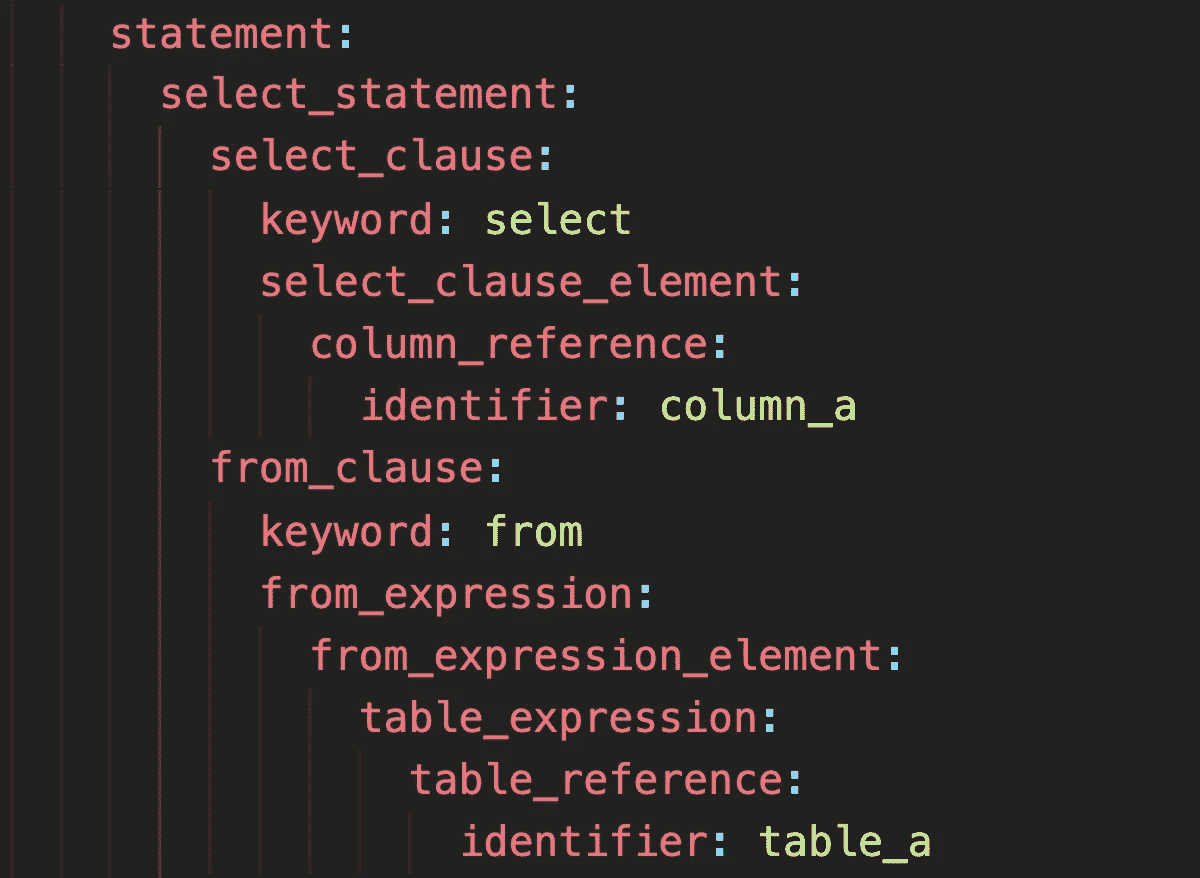 statement:
select_statement:
select_clause:
keyword: select
select_clause_element:
column_reference:
identifier: column_a
from_clause:
keyword: from
from_expression:
from_expression_element:
table_expression:
table_reference:
identifier: table_a